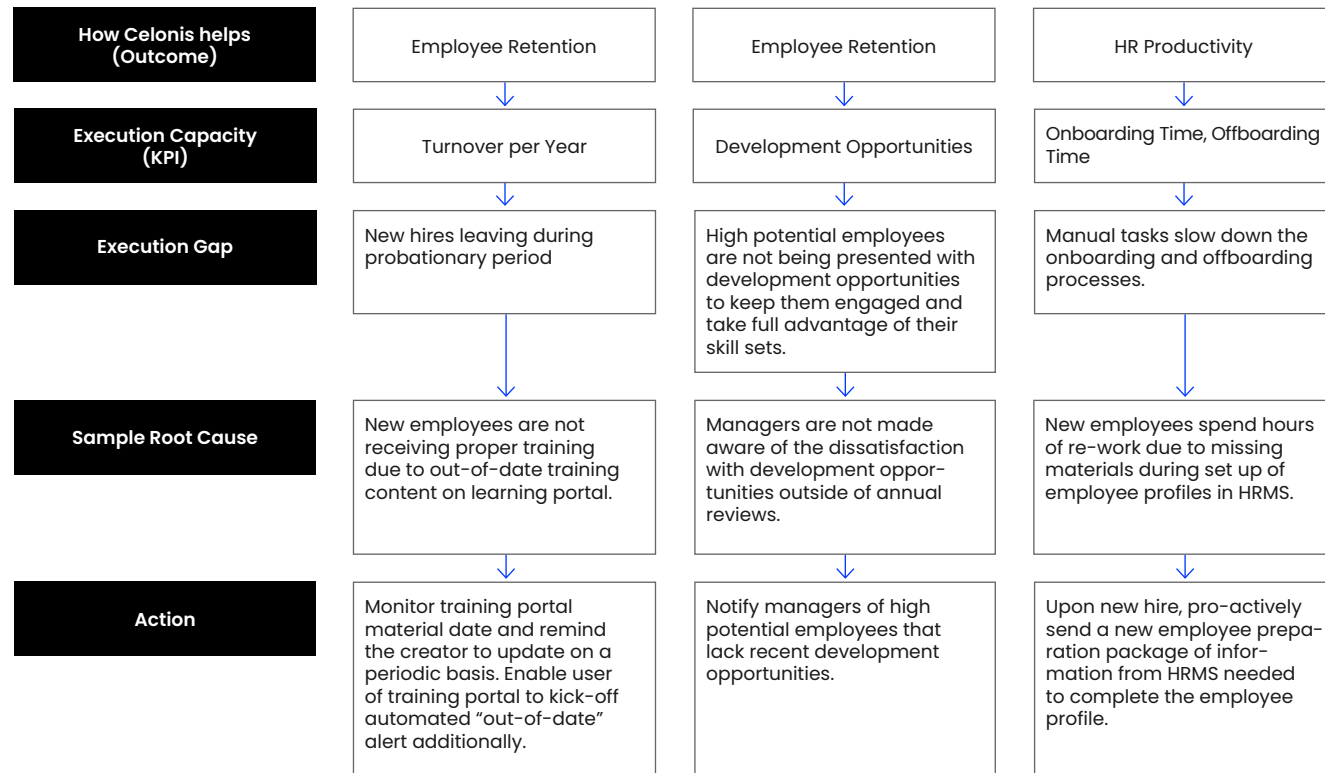 How Celonis helps
(Outcome)
Employee Retention
Employee Retention
HR Productivity
Execution Capacity
(KPI)
Turnover per Year
Development Opportunities
Onboarding Time, Offboarding
Time
Execution Gap
New hires leaving during
probationary period
High potential employees
are not being presented with
development opportunities
to keep them engaged and
take full advantage of their
skill sets.
Manual tasks slow down the
onboarding and offboarding
processes.
Sample Root Cause
New employees are not
receiving proper training
due to out-of-date training
content on learning portal.
Managers are not made
aware of the dissatisfaction
with development oppor-
tunities outside of annual
reviews.
New employees spend hours
of re-work due to missing
materials during set up of
employee profiles in HRMS.
Action
Monitor training portal
material date and remind
the creator to update on a
periodic basis. Enable user
of training portal to kick-off
automated “out-of-date”
alert additionally.
Notify managers of high
potential employees that
lack recent development
opportunities.
Upon new hire, pro-actively
send a new employee prepa-
ration package of infor-
mation from HRMS needed
to complete the employee
profile.